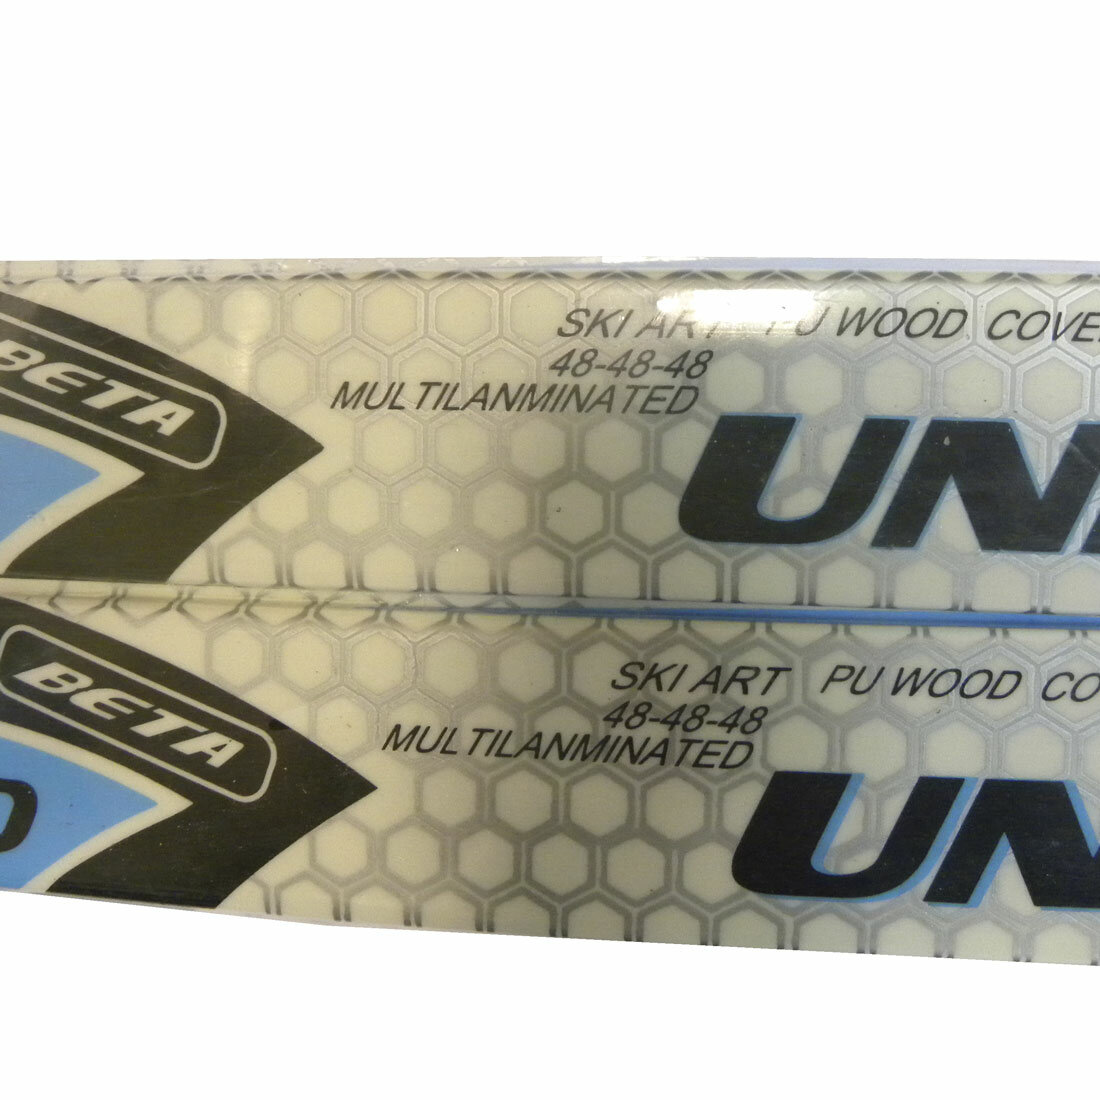 BETA
SKI ART PU WOOD COVE
48-48-48
MULTILANMINATED
UN
BETA
SKI ART PU WOOD CO
48-48-48
MULTILANMINATED
UN